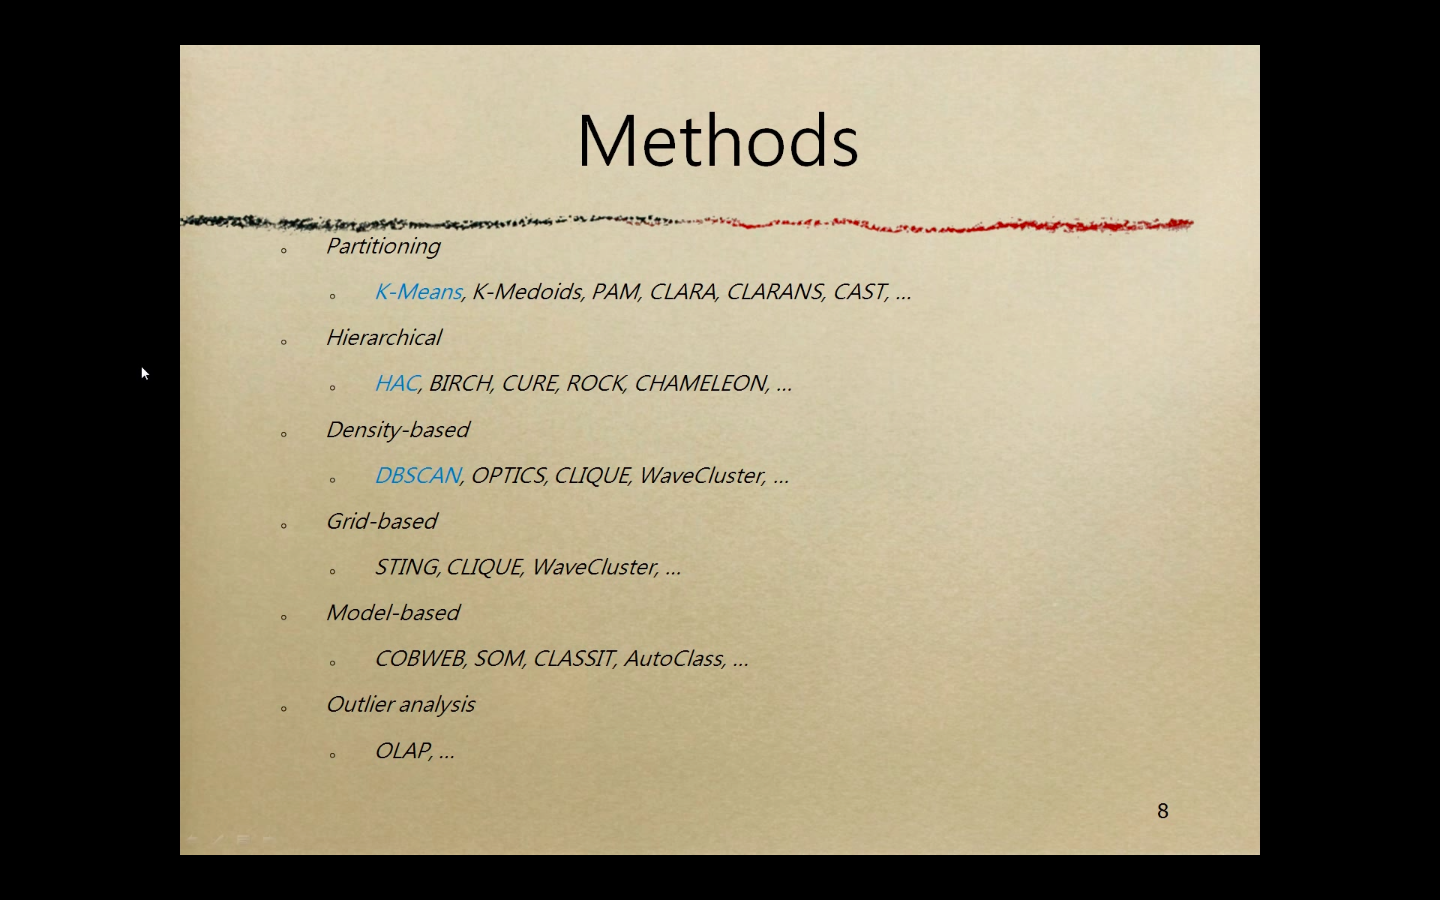 Methods
Partitioning
K-Means, K-Medoids, PAM, CLARA, CLARANS, CAST, ...
Hierarchical
HAC, BIRCH, CURE, ROCK, CHAMELEON, ...
Density-based
DBSCAN, OPTICS, CLIQUE, WaveCluster, ...
Grid-based
STING, CLIQUE, WaveCluster, ...
Model-based
COBWEB, SOM, CLASSIT, AutoClass, ...
Outlier analysis
OLAP, ...
8